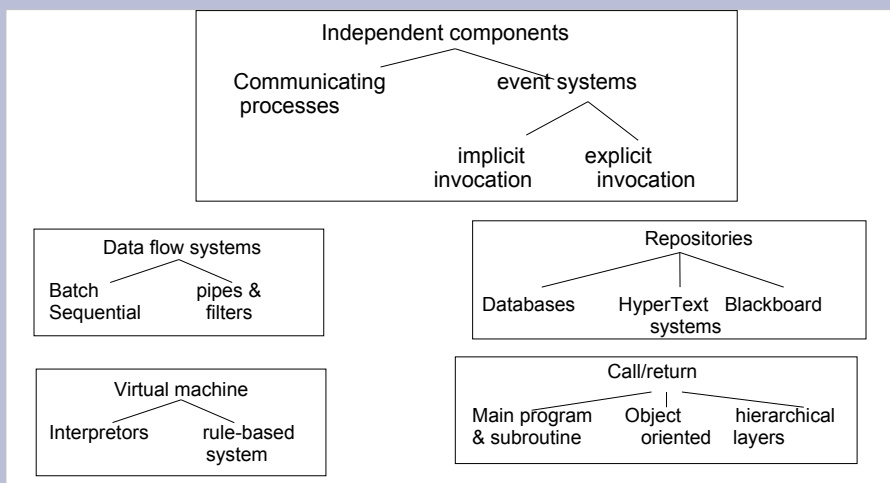 Independent components
Communicating processes
event systems
implicit invocation
explicit invocation
Data flow systems
Batch Sequential
pipes & filters
Repositories
Databases
HyperText systems
Blackboard
Virtual machine
Interpretors
rule-based system
Call/return
Main program & subroutine
Object oriented
hierarchical layers